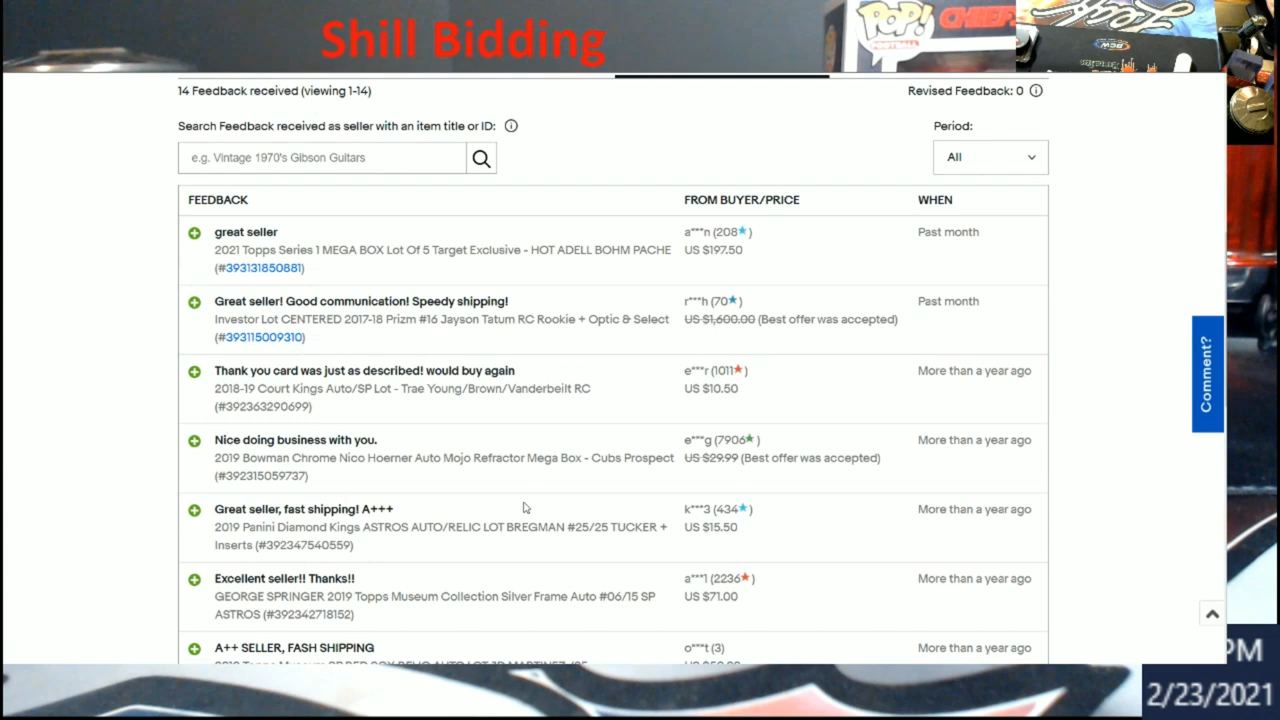 Shill Bidding
POP!
FOOTBALL
CHIEFS
BCW
14 Feedback received (viewing 1-14)
Revised Feedback: 0
Search Feedback received as seller with an item title or ID:
Period:
e.g. Vintage 1970's Gibson Guitars
All
FEEDBACK FROM BUYER/PRICE WHEN
great seller a***n (208) Past month
2021 Topps Series 1 MEGA BOX Lot Of 5 Target Exclusive - HOT ADELL BOHM PACHE US $197.50
(#393131850881)
Great seller! Good communication! Speedy shipping! r***h (70) Past month
Investor Lot CENTERED 2017-18 Prizm #16 Jayson Tatum RC Rookie + Optic & Select US $1,600.00 (Best offer was accepted)
(#393115009310)
Thank you card was just as described! would buy again e***r (1011) More than a year ago
2018-19 Court Kings Auto/SP Lot - Trae Young/Brown/Vanderbeilt RC US $10.50
(#392363290699)
Nice doing business with you. e***g (7906) More than a year ago
2019 Bowman Chrome Nico Hoerner Auto Mojo Refractor Mega Box - Cubs Prospect US $29.99 (Best offer was accepted)
(#392315059737)
Great seller, fast shipping! A+++ k***3 (434) More than a year ago
2019 Panini Diamond Kings ASTROS AUTO/RELIC LOT BREGMAN #25/25 TUCKER + US $15.50
Inserts (#392347540559)
Excellent seller!! Thanks!! a***1 (2236) More than a year ago
GEORGE SPRINGER 2019 Topps Museum Collection Silver Frame Auto #06/15 SP US $71.00
ASTROS (#392342718152)
A++ SELLER, FASH SHIPPING o***t (3) More than a year ago
Comment?
PM
2/23/2021